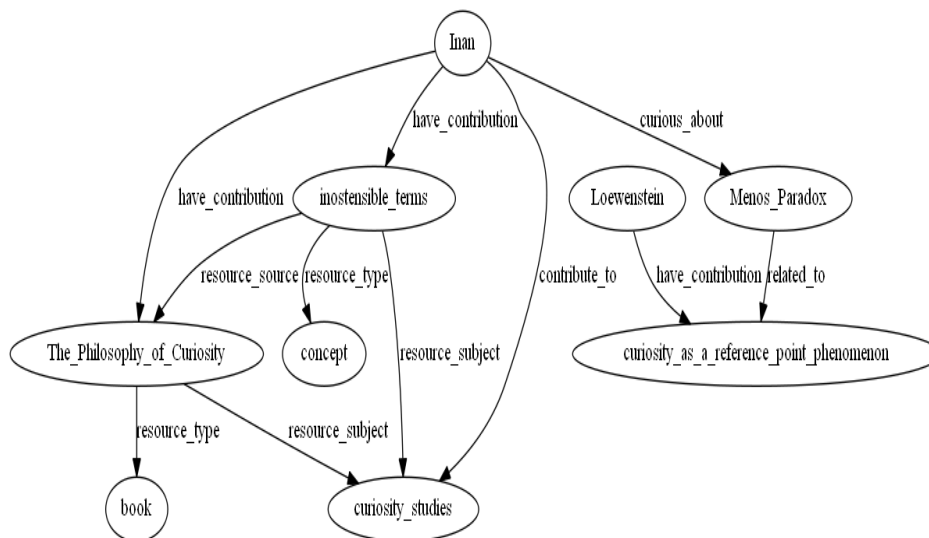 Inan
have_contribution
curious_about
have_contribution
inostensible_terms
Loewenstein
Menos_Paradox
resource_source
resource_type
contribute_to
have_contribution
related_to
The_Philosophy_of_Curiosity
concept
resource_subject
curiosity_as_a_reference_point_phenomenon
resource_type
resource_subject
book
curiosity_studies